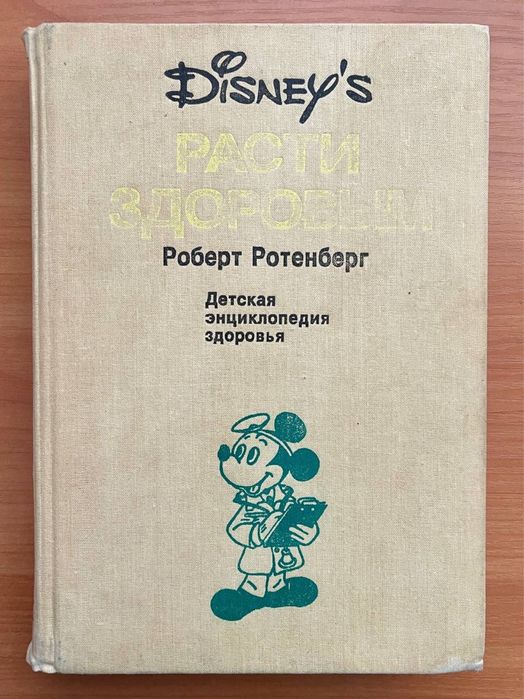 Disney's
РАСТИ
ЗДОРОВЫМ
Роберт Ротенберг
Детская
энциклопедия
здоровья